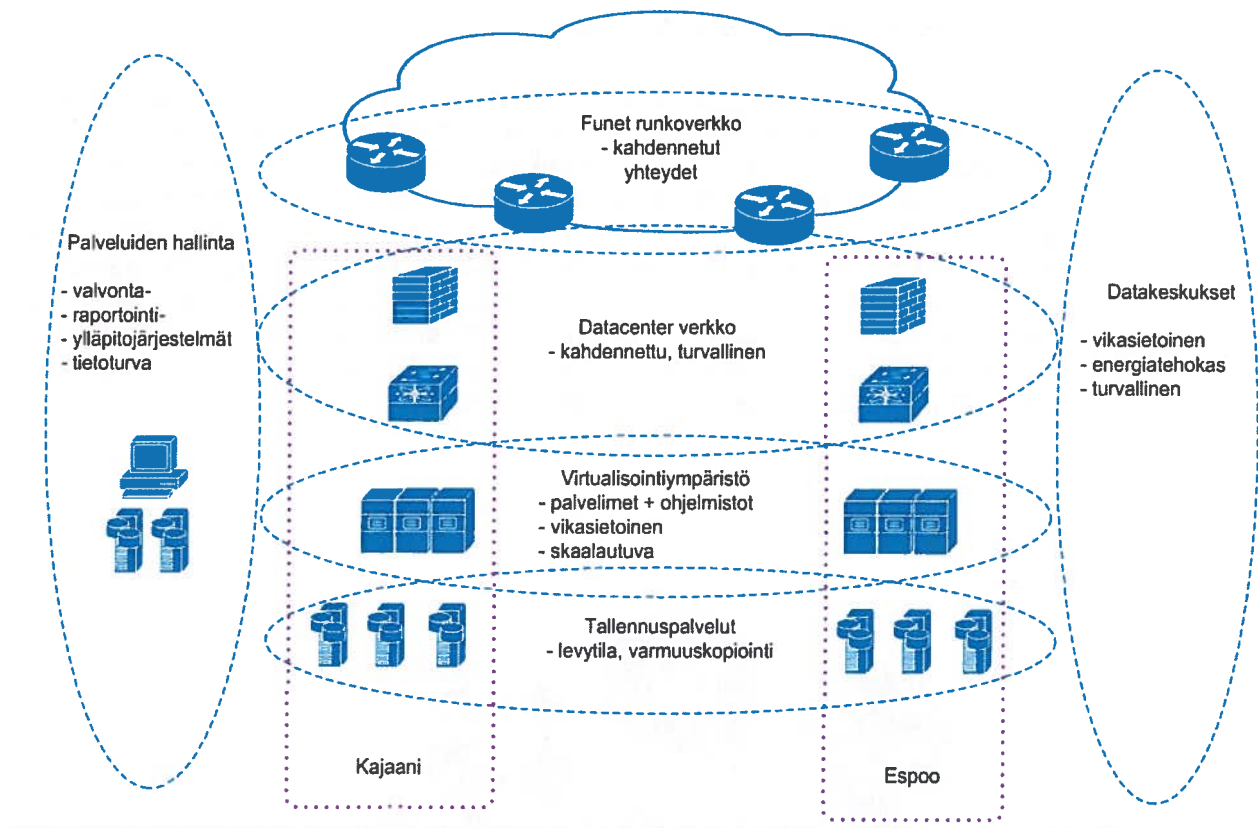 Funet runkoverkko
- kahdennetut
yhteydet
Palveluiden hallinta
- valvonta-
- raportointi-
- ylläpitojärjestelmät
- tietoturva
Datacenter verkko
- kahdennettu, turvallinen
Datakeskukset
- vikasietoinen
- energiatehokas
- turvallinen
Virtualisointiympäristö
- palvelimet + ohjelmistot
- vikasietoinen
- skaalautuva
Tallennuspalvelut
- levytila, varmuuskopiointi
Kajaani
Espoo